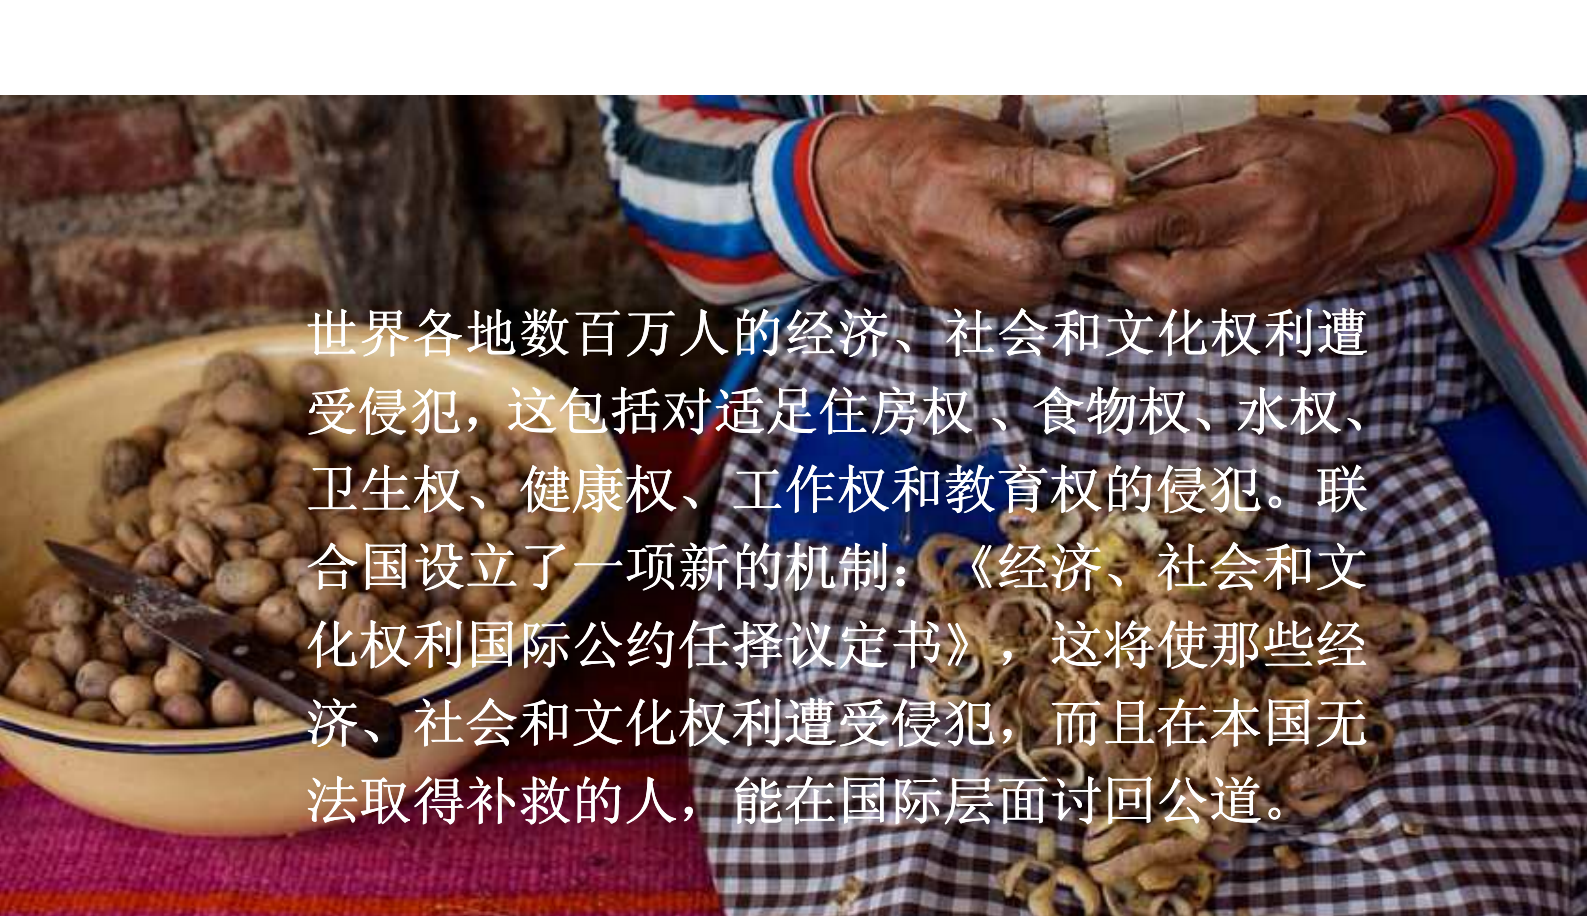 世界各地数百万人的经济、社会和文化权利遭
受侵犯，这包括对适足住房权、食物权、水权、
卫生权、健康权、工作权和教育权的侵犯。联
合国设立了一项新的机制：《经济、社会和文
化权利国际公约任择议定书》，这将使那些经
济、社会和文化权利遭受侵犯，而且在本国无
法取得补救的人，能在国际层面讨回公道。